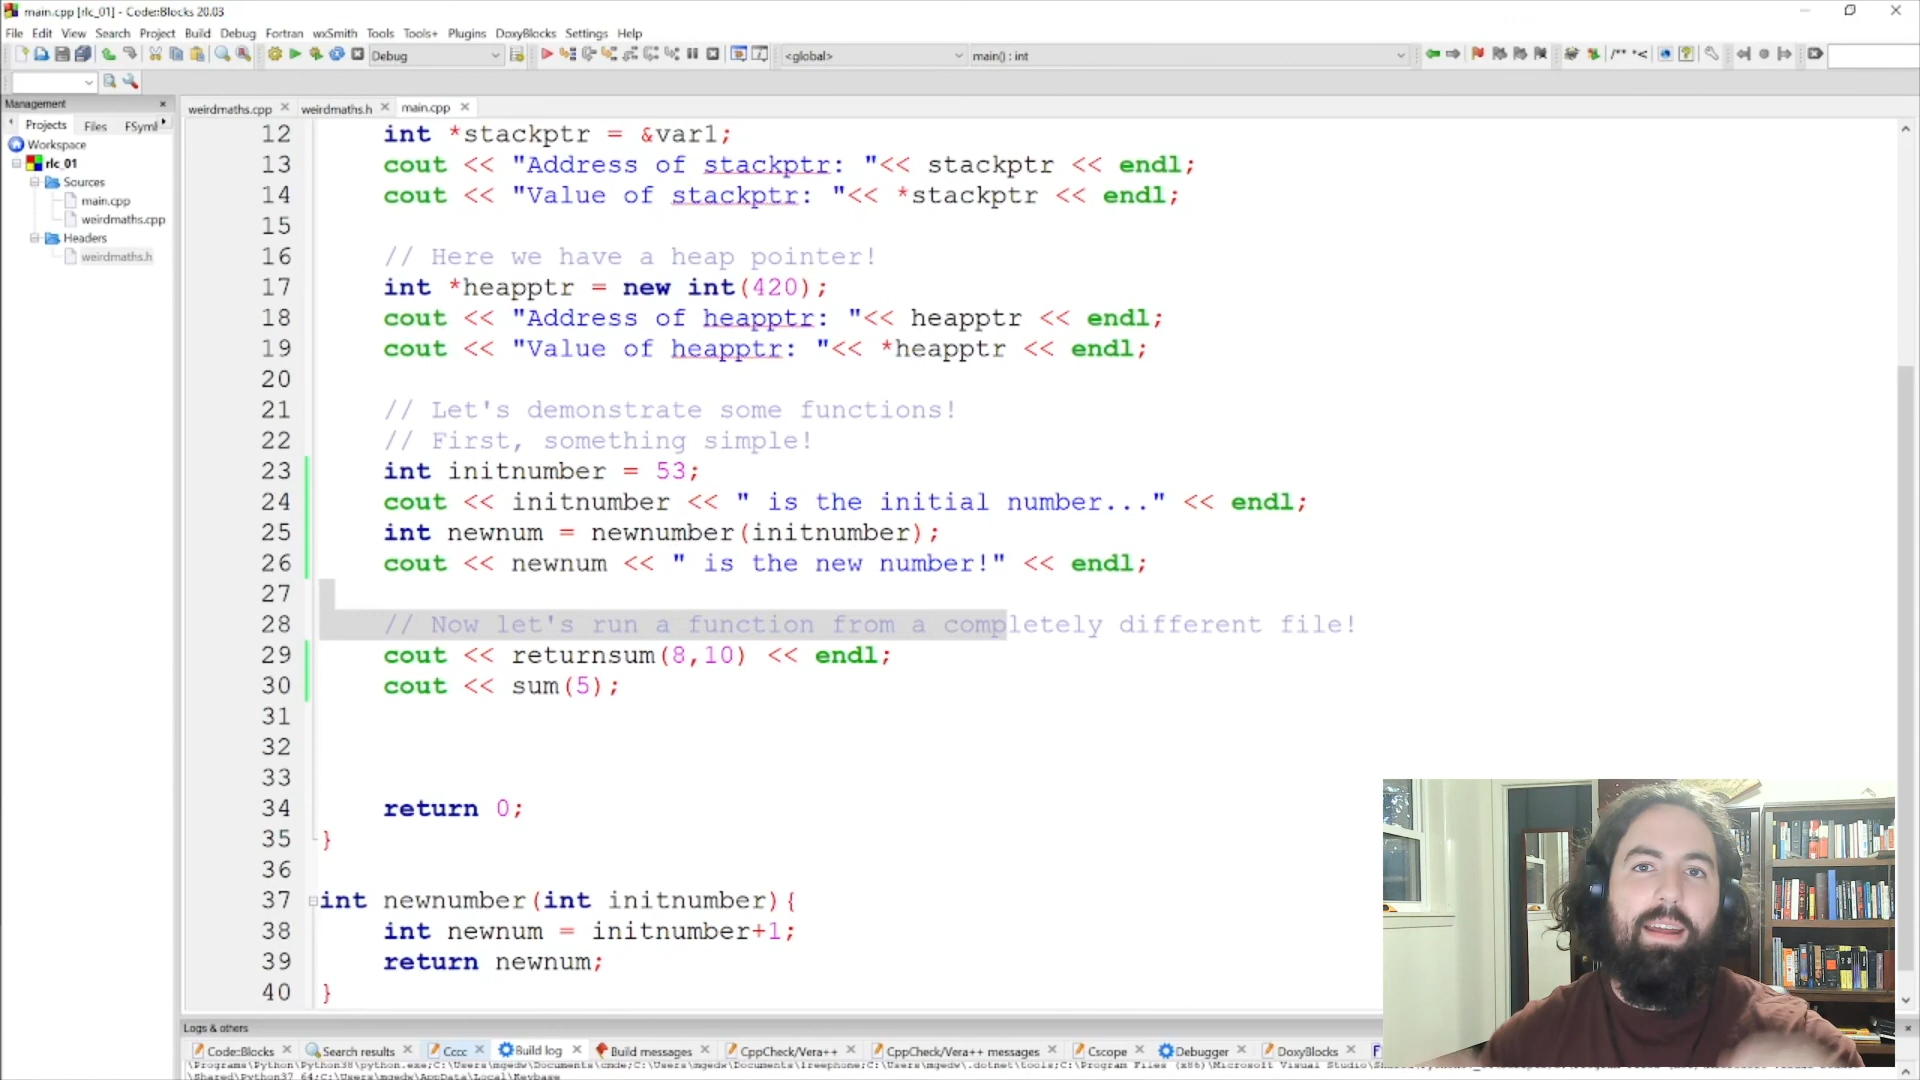 main.cpp [rlc_01] - Code::Blocks 20.03
File Edit View Search Project Build Debug Fortran wxSmith Tools Tools+ Plugins DoxyBlocks Settings Help
Debug <global> main() : int
Management
Projects Files FSymb
Workspace
rlc_01
Sources
main.cpp
weirdmaths.cpp
Headers
weirdmaths.h
weirdmaths.cpp weirdmaths.h main.cpp
12 int *stackptr = &var1;
13 cout << "Address of stackptr: "<< stackptr << endl;
14 cout << "Value of stackptr: "<< *stackptr << endl;
15
16 // Here we have a heap pointer!
17 int *heapptr = new int(420);
18 cout << "Address of heapptr: "<< heapptr << endl;
19 cout << "Value of heapptr: "<< *heapptr << endl;
20
21 // Let's demonstrate some functions!
22 // First, something simple!
23 int initnumber = 53;
24 cout << initnumber << " is the initial number..." << endl;
25 int newnum = newnumber(initnumber);
26 cout << newnum << " is the new number!" << endl;
27
28 // Now let's run a function from a completely different file!
29 cout << returnsum(8,10) << endl;
30 cout << sum(5);
31
32
33
34 return 0;
35 }
36
37 int newnumber(int initnumber){
38 int newnum = initnumber+1;
39 return newnum;
40 }
Logs & others
Code::Blocks Search results Cccc Build log Build messages CppCheck/Vera++ CppCheck/Vera++ messages Cscope Debugger DoxyBlocks F